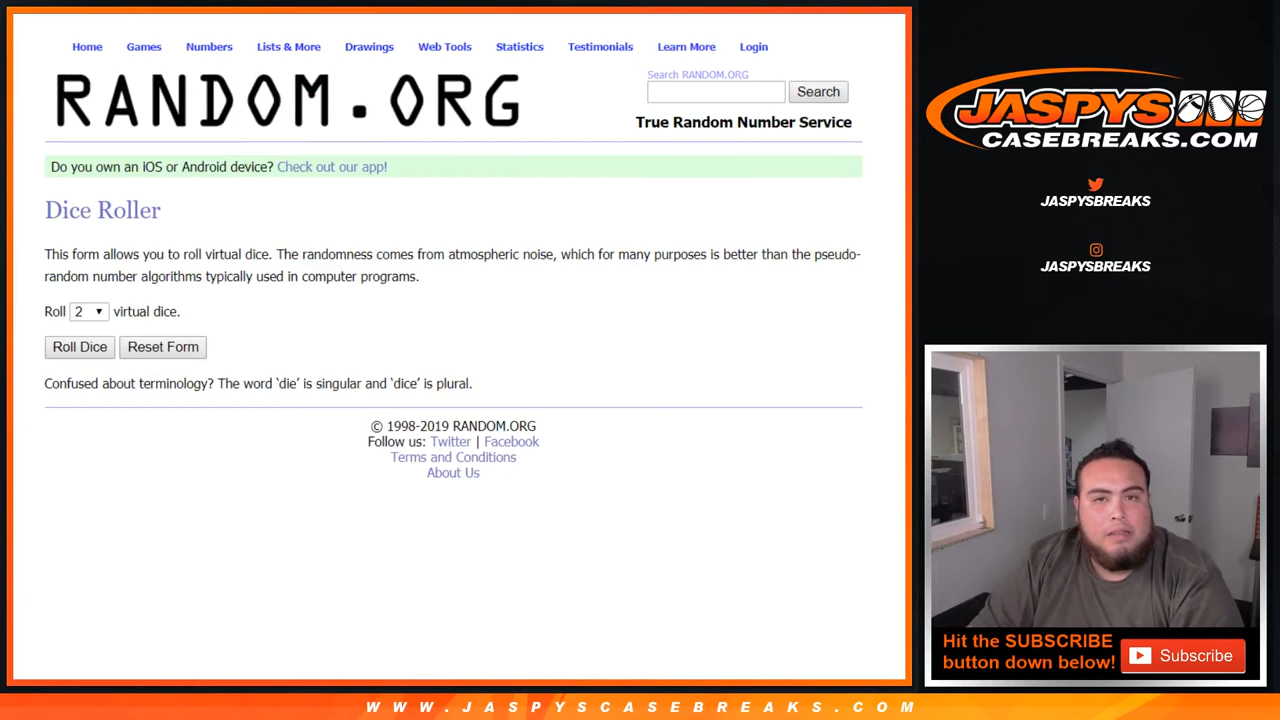 Home Games Numbers Lists & More Drawings Web Tools Statistics Testimonials Learn More Login
RANDOM.ORG
Search RANDOM.ORG
Search
True Random Number Service
Do you own an iOS or Android device? Check out our app!
Dice Roller
This form allows you to roll virtual dice. The randomness comes from atmospheric noise, which for many purposes is better than the pseudo-
random number algorithms typically used in computer programs.
Roll 2 virtual dice.
Roll Dice Reset Form
Confused about terminology? The word ‘die’ is singular and ‘dice’ is plural.
© 1998-2019 RANDOM.ORG
Follow us: Twitter | Facebook
Terms and Conditions
About Us
JASPYS
CASEBREAKS.COM
JASPYSBREAKS
JASPYSBREAKS
Hit the SUBSCRIBE
button down below!
Subscribe
WWW.JASPYSCASEBREAKS.COM